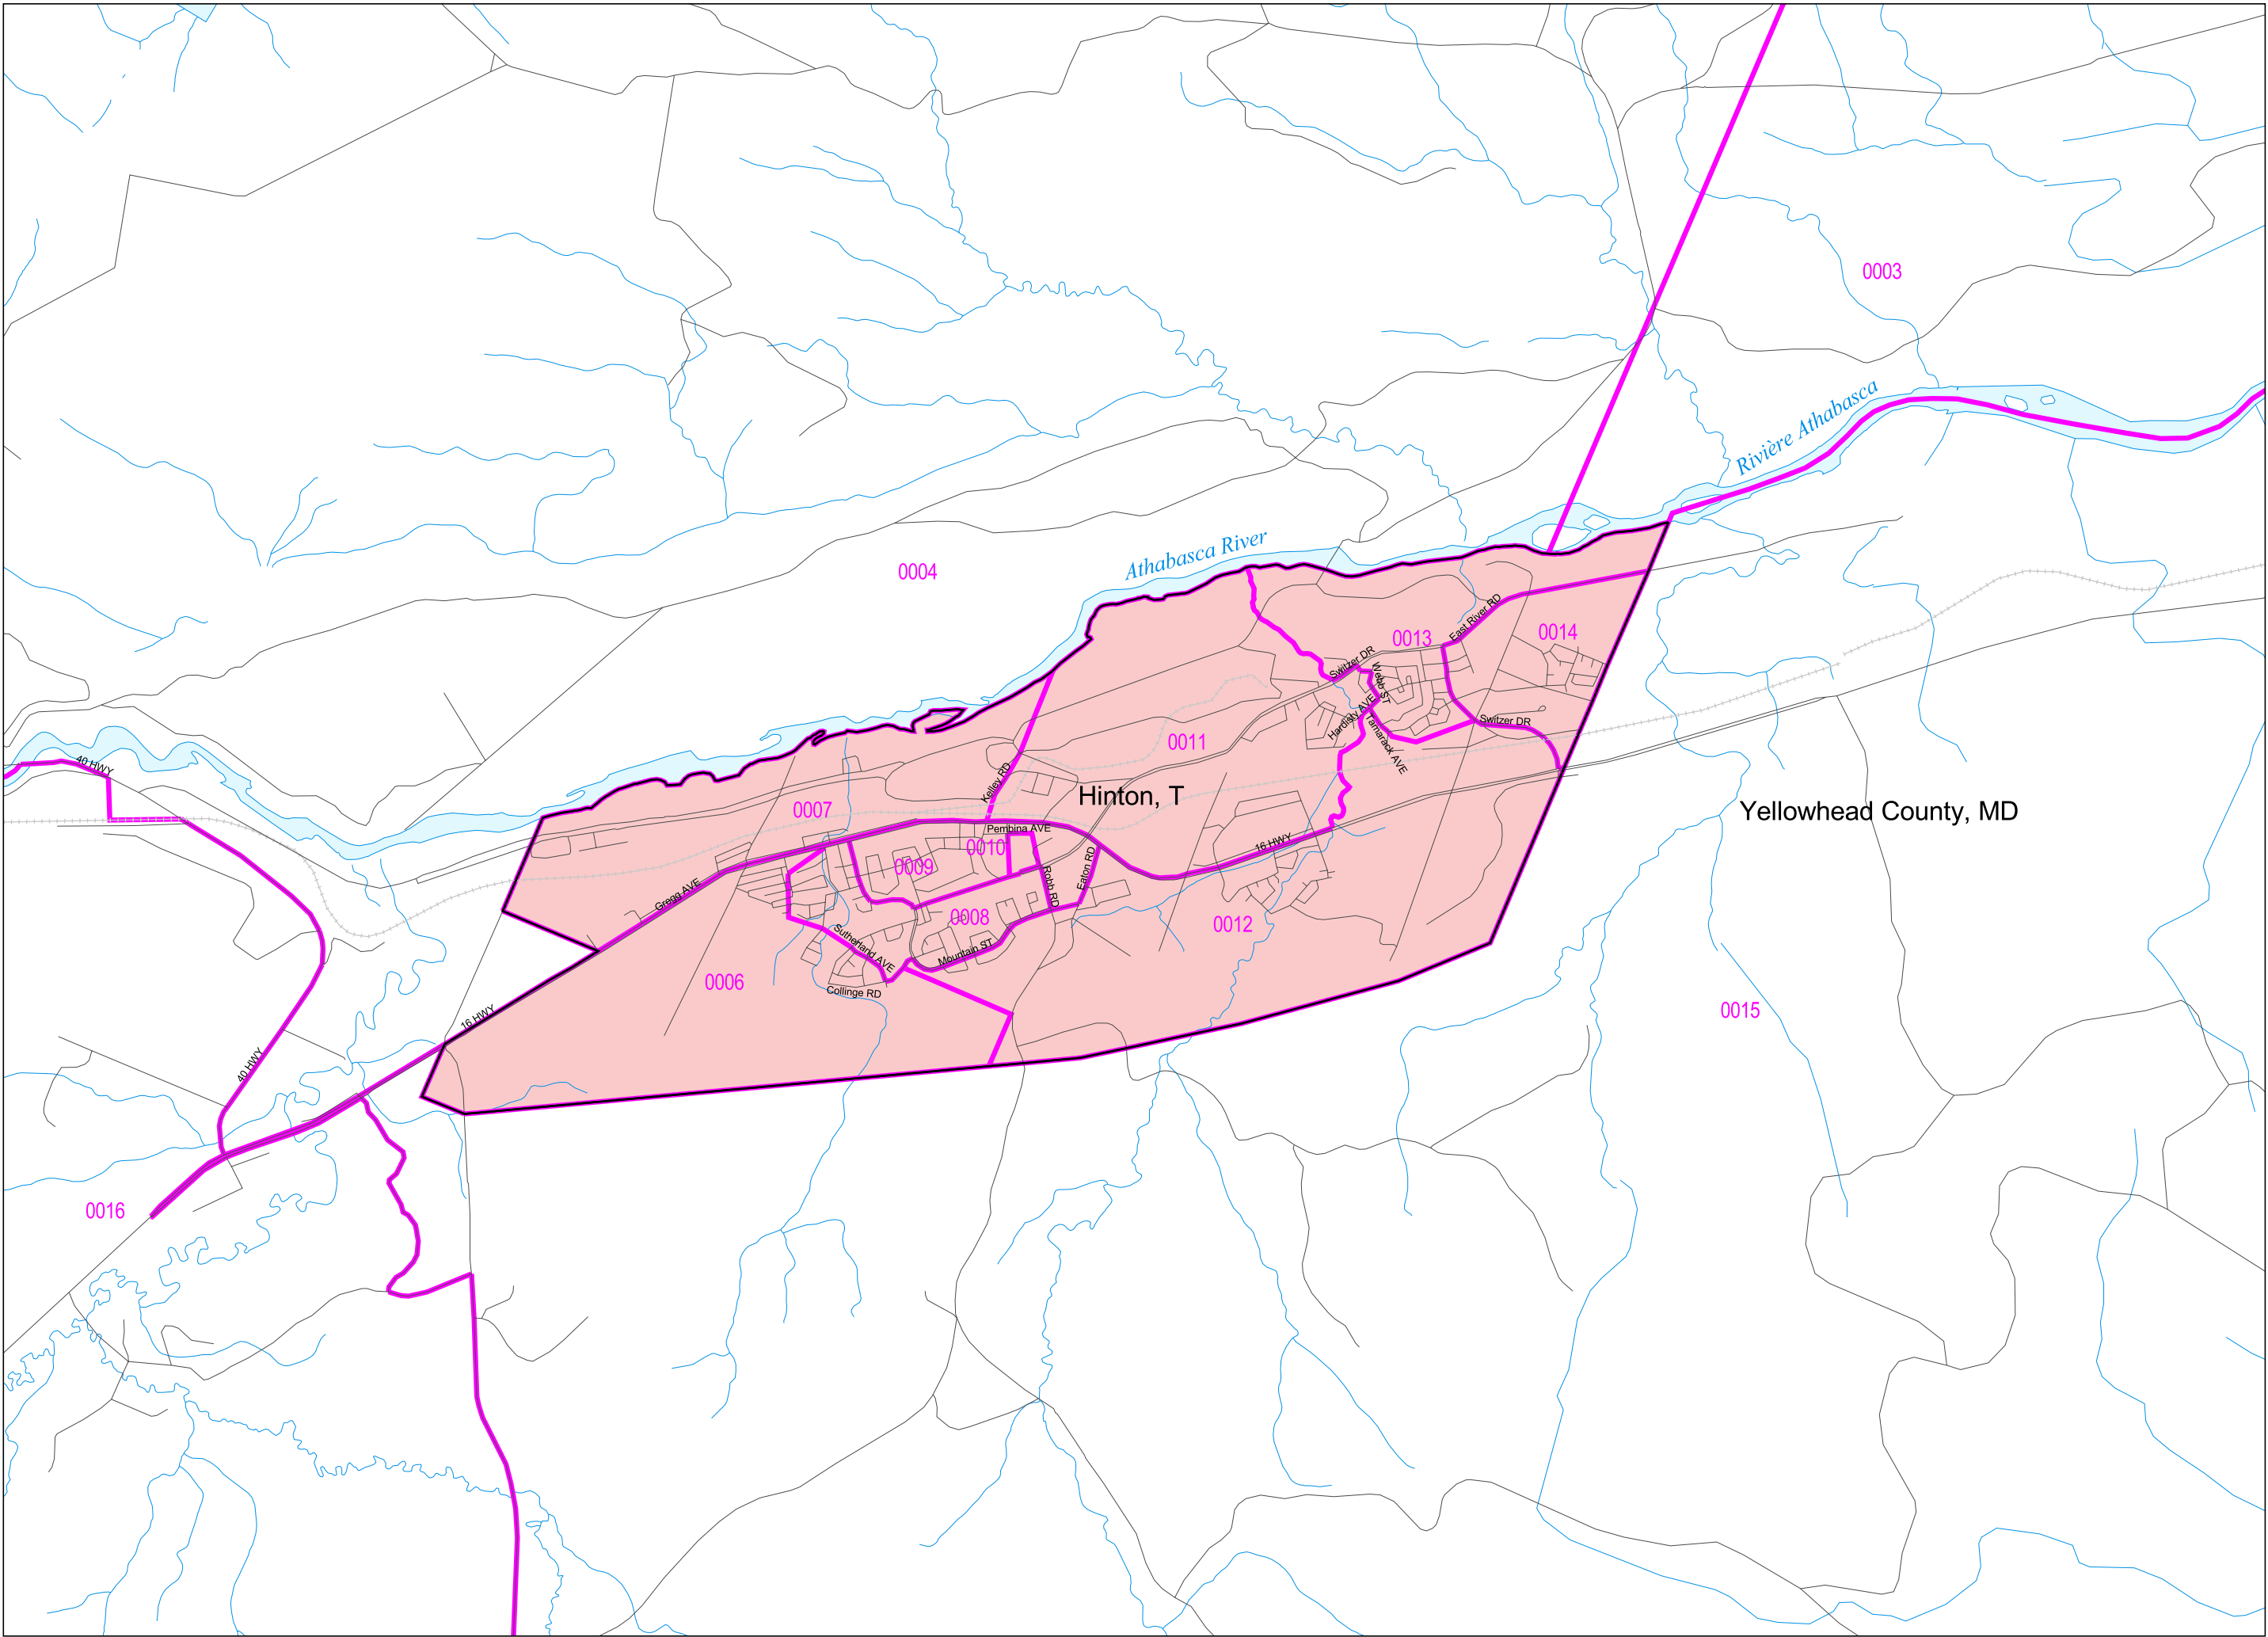 0003
Rivière Athabasca
Athabasca River
0004
East River RD
0013
0014
Switzer DR
Webb ST
Hardisty AVE
Switzer DR
Tamarack AVE
0011
40 HWY
Kelley RD
Hinton, T
0007
Yellowhead County, MD
Pembina AVE
16 HWY
0010
0009
Eaton RD
Robb RD
Gregg AVE
0008
0012
Sutherland AVE
Mountain ST
0006
Collinge RD
0015
16 HWY
40 HWY
0016